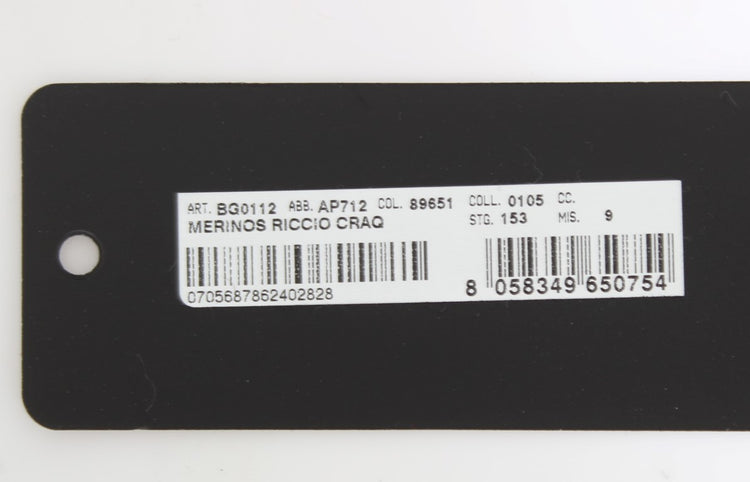 ART. BG0112 ABB. AP712 COL. 89651 COLL. 0105 CC.
MERINOS RICCIO CRAQ STG. 153 MIS. 9
0705687862402828
8 058349 650754